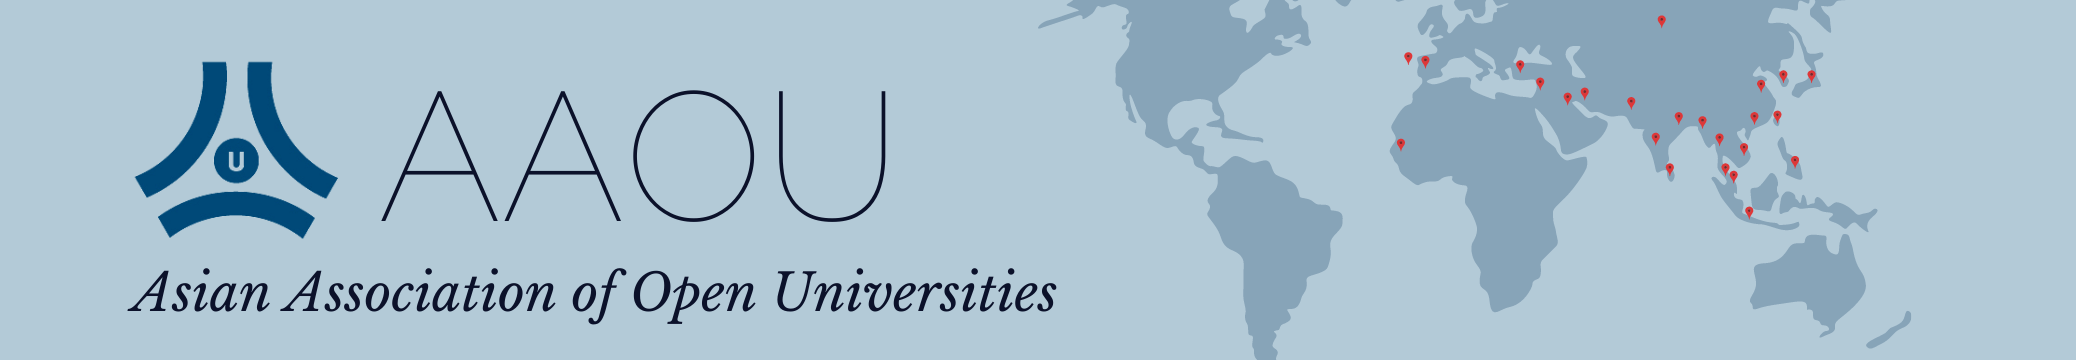 U
AAOU
Asian Association of Open Universities